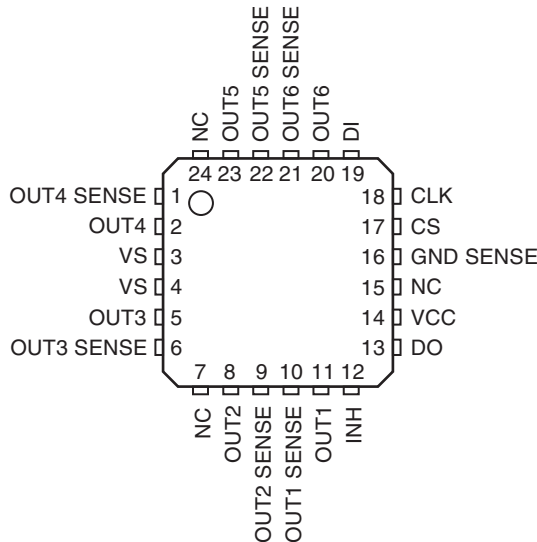 NC
OUT5
OUT5 SENSE
OUT6 SENSE
OUT6
DI
24 23 22 21 20 19
OUT4 SENSE 1
OUT4 2
VS 3
VS 4
OUT3 5
OUT3 SENSE 6
18 CLK
17 CS
16 GND SENSE
15 NC
14 VCC
13 DO
7 8 9 10 11 12
NC
OUT2
OUT2 SENSE
OUT1 SENSE
OUT1
INH